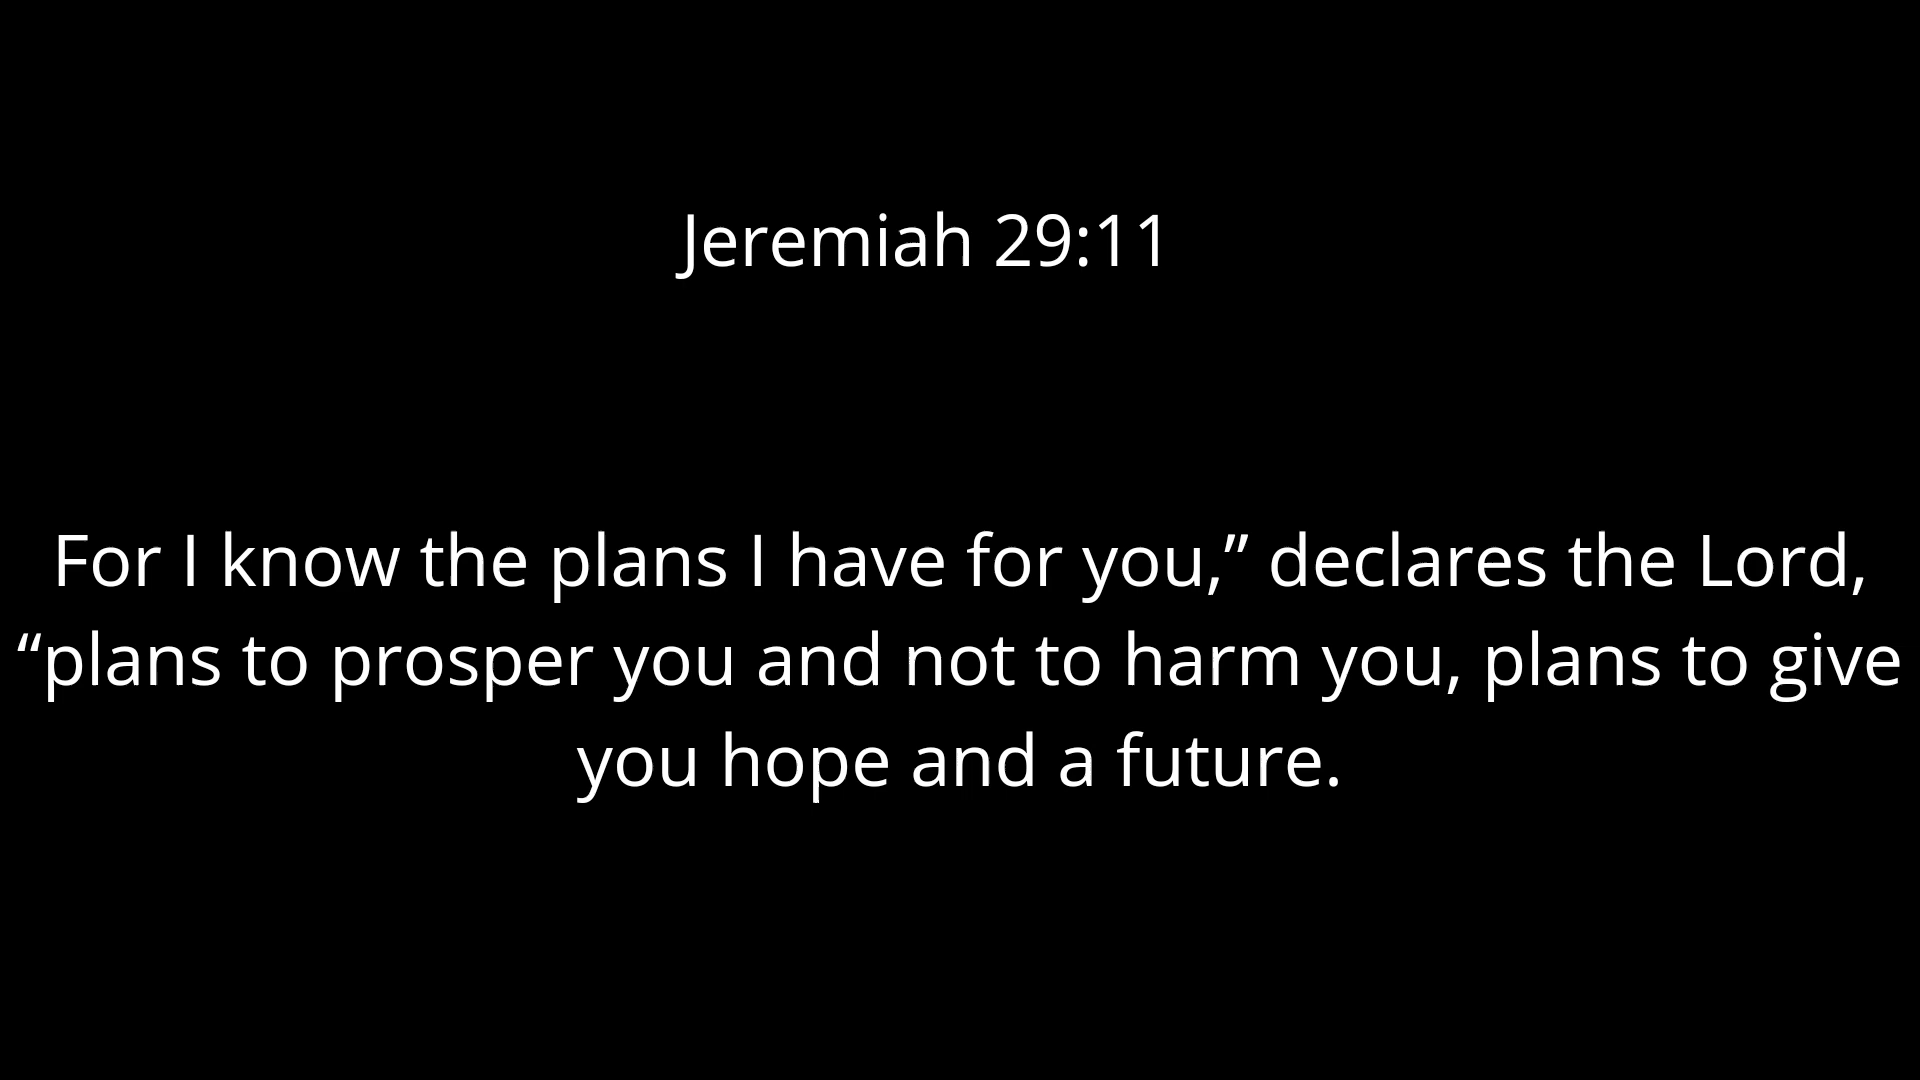 Jeremiah 29:11
For I know the plans I have for you,” declares the Lord,
“plans to prosper you and not to harm you, plans to give
you hope and a future.